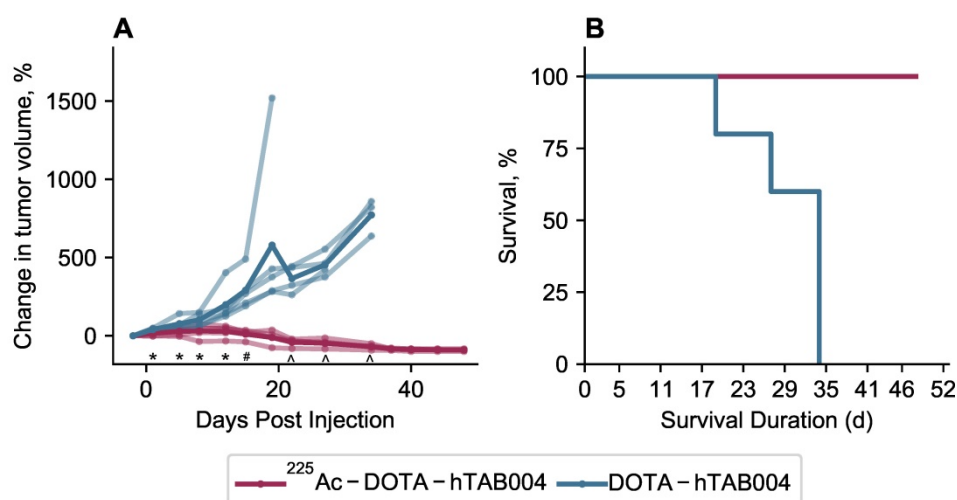 A
Change in tumor volume, %
1500
1000
500
0
* * * * # ^ ^ ^
0 20 40
Days Post Injection
B
Survival, %
100
75
50
25
0
0 5 11 17 23 29 35 41 46 52
Survival Duration (d)
225Ac-DOTA-hTAB004 DOTA-hTAB004